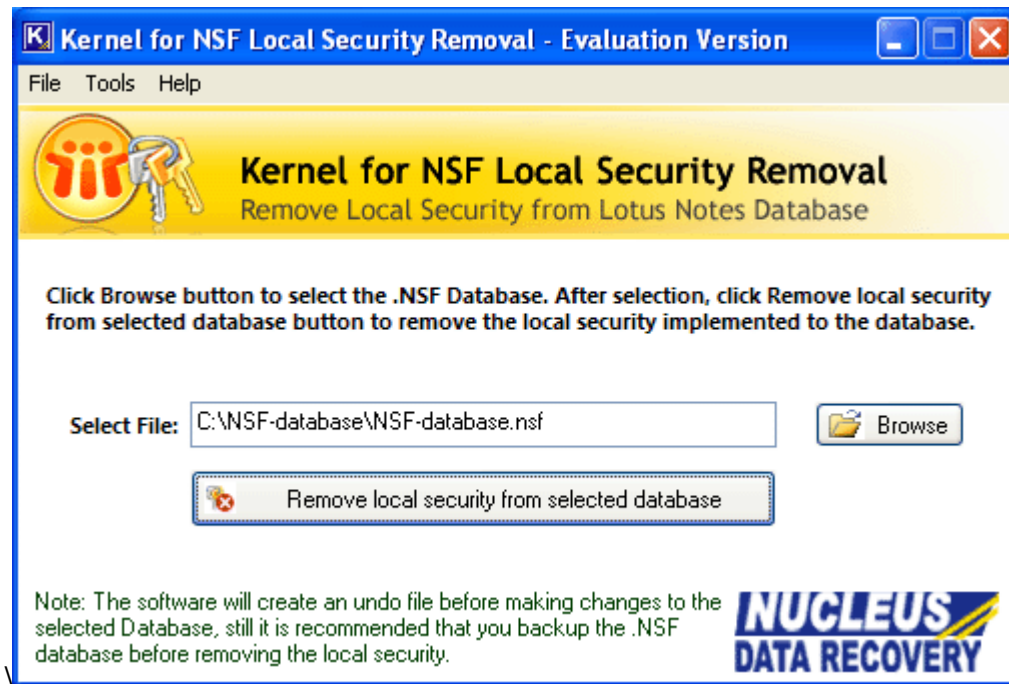 K Kernel for NSF Local Security Removal - Evaluation Version
File Tools Help
Kernel for NSF Local Security Removal
Remove Local Security from Lotus Notes Database
Click Browse button to select the .NSF Database. After selection, click Remove local security
from selected database button to remove the local security implemented to the database.
Select File: C:\NSF-database\NSF-database.nsf Browse
Remove local security from selected database
Note: The software will create an undo file before making changes to the
selected Database, still it is recommended that you backup the .NSF
database before removing the local security.
NUCLEUS
DATA RECOVERY
\